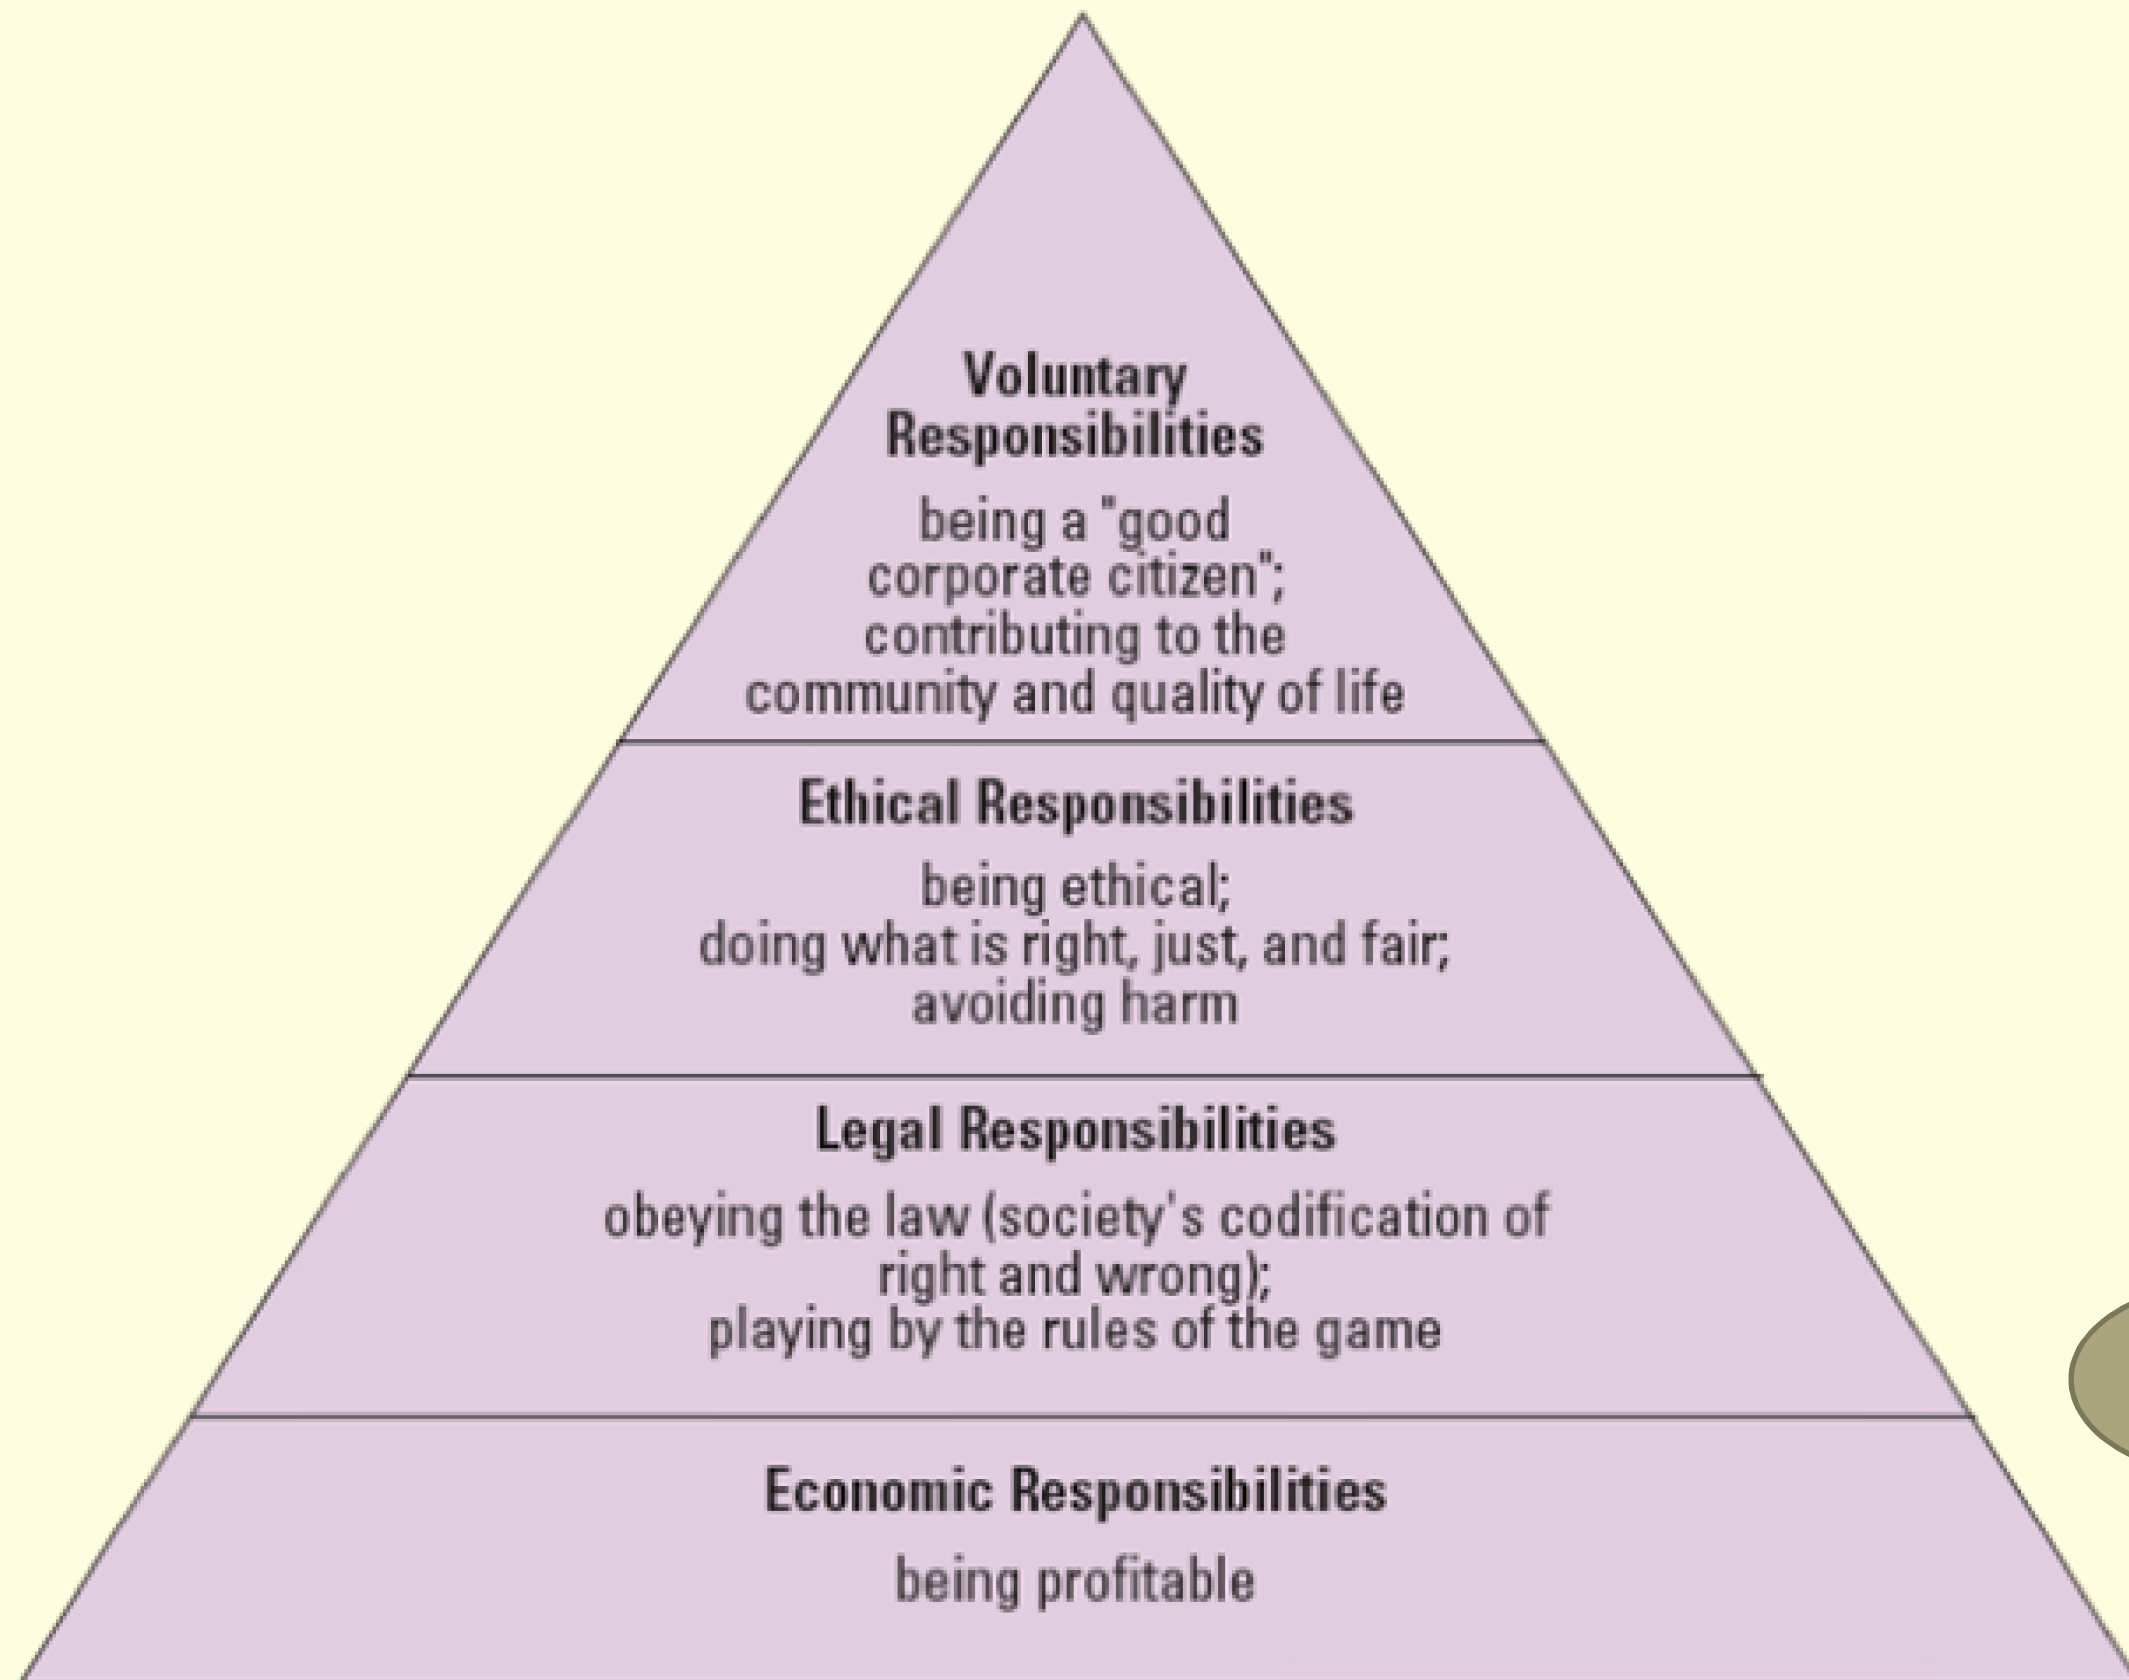 Voluntary
Responsibilities
being a "good
corporate citizen";
contributing to the
community and quality of life
Ethical Responsibilities
being ethical;
doing what is right, just, and fair;
avoiding harm
Legal Responsibilities
obeying the law (society's codification of
right and wrong);
playing by the rules of the game
Economic Responsibilities
being profitable